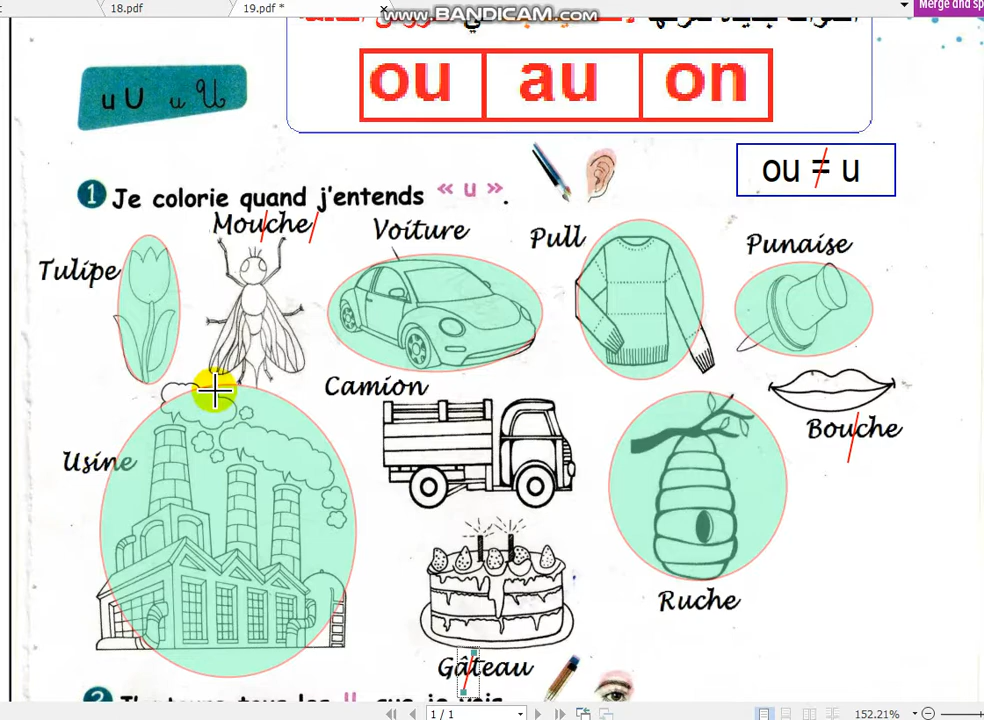 18.pdf
19.pdf *
Merge and sp
www.BANDICAM.com
ou au on
u U u U
ou ≠ u
1 Je colorie quand j'entends « u ».
Mouche
Voiture
Pull
Punaise
Tulipe
Camion
Bouche
Usine
Ruche
Gâteau
2
1 / 1
152.21%